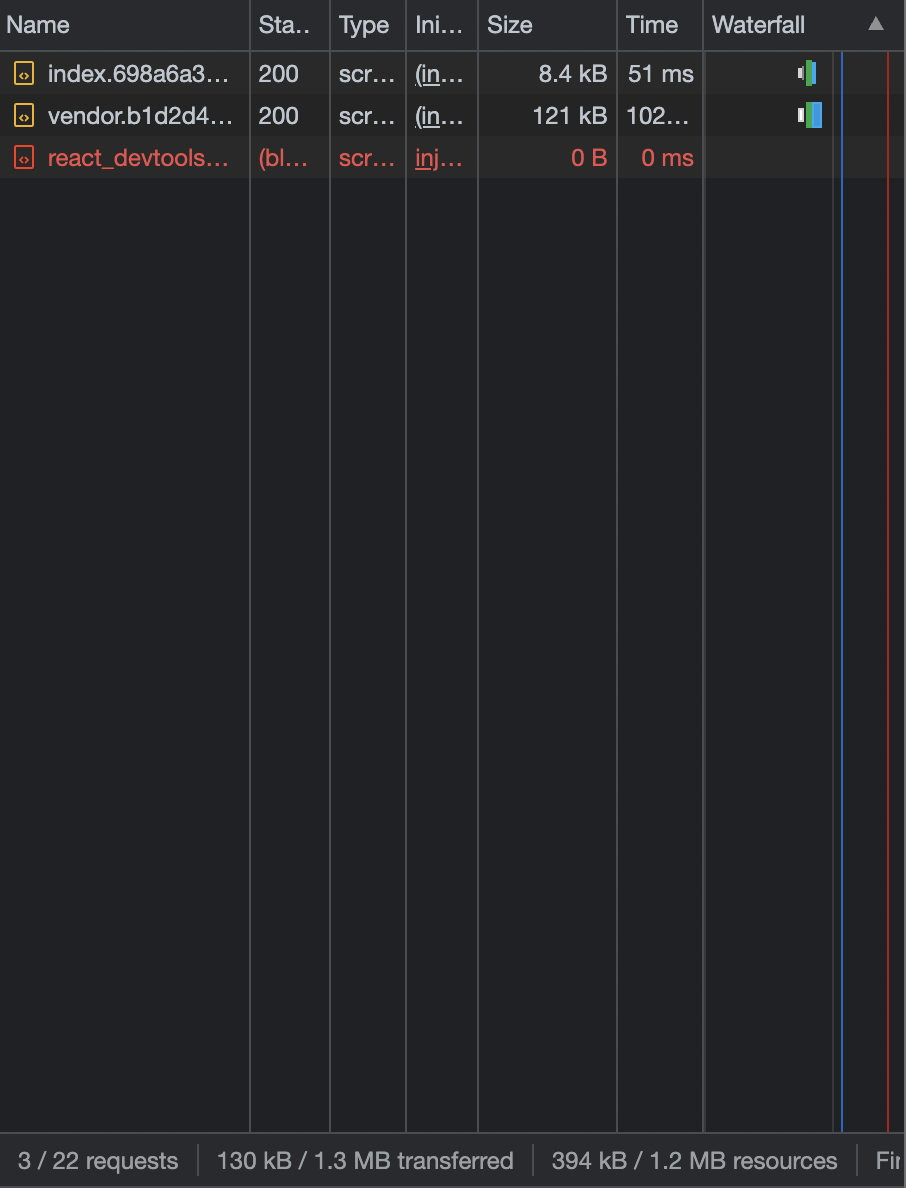 Name Sta.. Type Ini... Size Time Waterfall
index.698a6a3... 200 scr... (in... 8.4 kB 51 ms
vendor.b1d2d4... 200 scr... (in... 121 kB 102...
react_devtools... (bl... scr... inj... 0 B 0 ms
3 / 22 requests 130 kB / 1.3 MB transferred 394 kB / 1.2 MB resources Fin